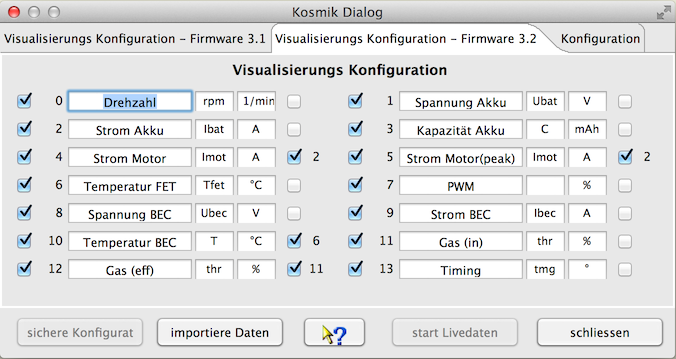 Kosmik Dialog
Visualisierungs Konfiguration – Firmware 3.1 Visualisierungs Konfiguration – Firmware 3.2 Konfiguration
Visualisierungs Konfiguration
0 Drehzahl rpm 1/min 1 Spannung Akku Ubat V
2 Strom Akku Ibat A 3 Kapazität Akku C mAh
4 Strom Motor Imot A 2 5 Strom Motor(peak) Imot A 2
6 Temperatur FET Tfet °C 7 PWM %
8 Spannung BEC Ubec V 9 Strom BEC Ibec A
10 Temperatur BEC T °C 6 11 Gas (in) thr %
12 Gas (eff) thr % 11 13 Timing tmg °
sichere Konfigurat importiere Daten ? start Livedaten schliessen